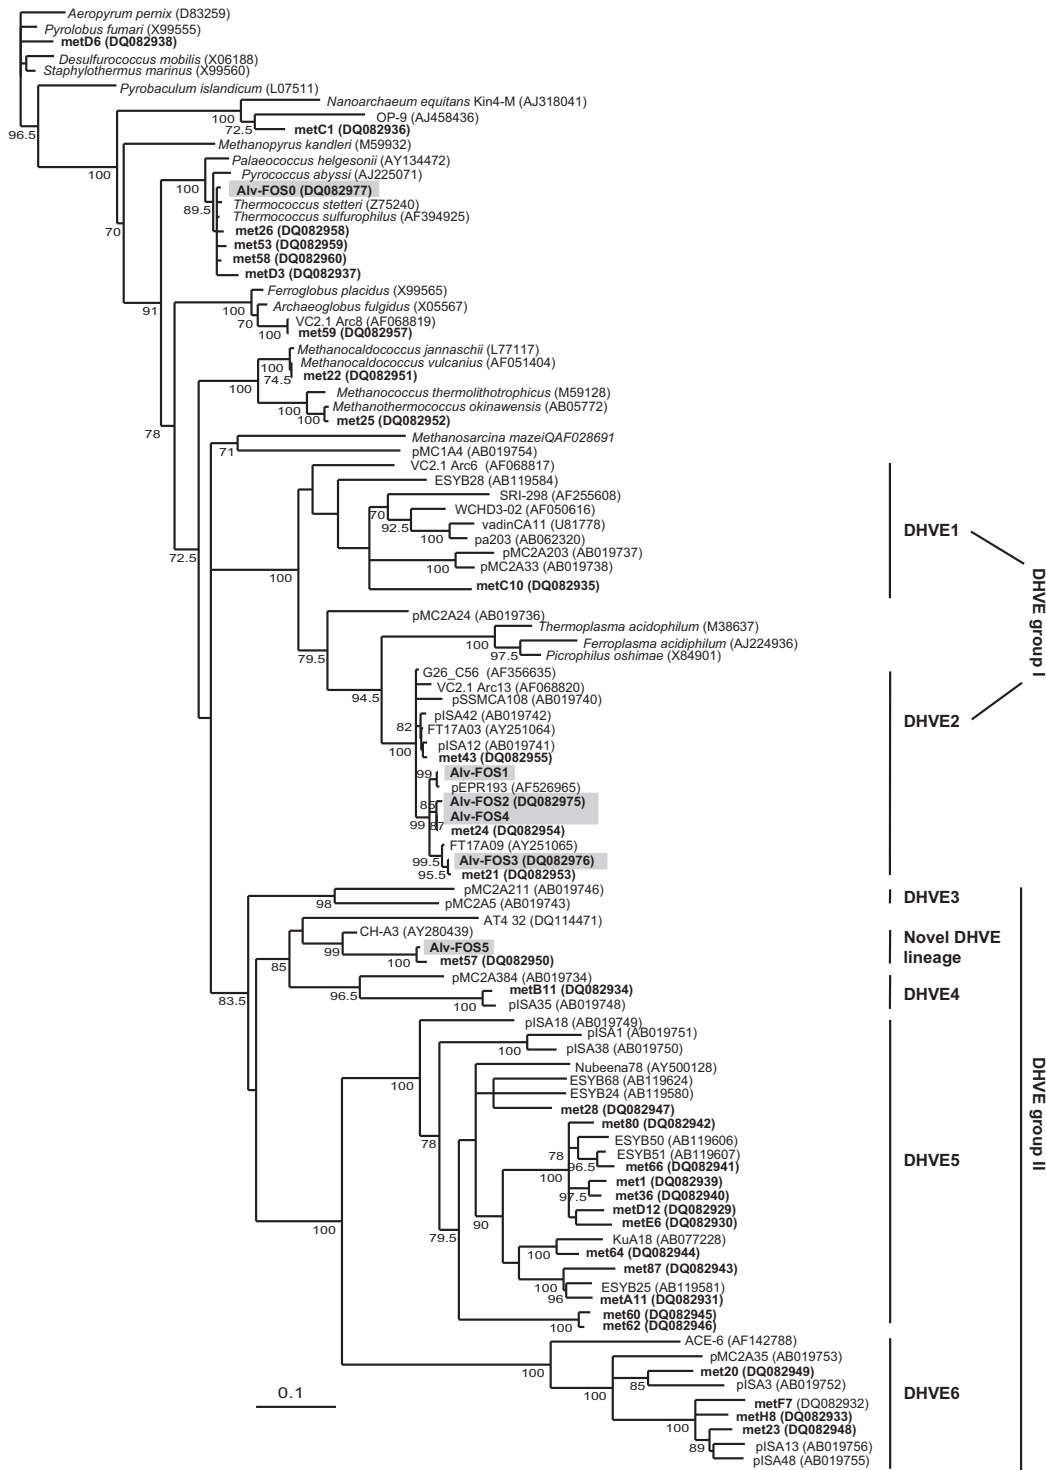 Aeropyrum pernix (D83259)
Pyrolobus fumari (X99555)
metD6 (DQ082938)
Desulfurococcus mobilis (X06188)
Staphylothermus marinus (X99560)
Pyrobaculum islandicum (L07511)
Nanoarchaeum equitans Kin4-M (AJ318041)
100
OP-9 (AJ458436)
96.5
72.5
metC1 (DQ082936)
Methanopyrus kandleri (M59932)
Palaeococcus helgesonii (AY134472)
100
Pyrococcus abyssi (AJ225071)
100
Alv-FOS0 (DQ082977)
Thermococcus stetteri (Z75240)
89.5
Thermococcus sulfurophilus (AF394925)
70
met26 (DQ082958)
met53 (DQ082959)
met58 (DQ082960)
metD3 (DQ082937)
Ferroglobus placidus (X99565)
91
100
Archaeoglobus fulgidus (X05567)
70
VC2.1 Arc8 (AF068819)
100
met59 (DQ082957)
Methanocaldococcus jannaschii (L77117)
Methanocaldococcus vulcanius (AF051404)
100
74.5
met22 (DQ082951)
100
Methanococcus thermolithotrophicus (M59128)
Methanothermococcus okinawensis (AB05772)
100
100
met25 (DQ082952)
78
Methanosarcina mazeiQAF028691
71
pMC1A4 (AB019754)
VC2.1 Arc6 (AF068817)
ESYB28 (AB119584)
SRI-298 (AF255608)
70
WCHD3-02 (AF050616)
92.5
vadinCA11 (U81778)
100
pa203 (AB062320)
DHVE1
72.5
pMC2A203 (AB019737)
100
pMC2A33 (AB019738)
100
metC10 (DQ082935)
DHVE group I
pMC2A24 (AB019736)
Thermoplasma acidophilum (M38637)
100
Ferroplasma acidiphilum (AJ224936)
79.5
97.5
Picrophilus oshimae (X84901)
G26_C56 (AF356635)
VC2.1 Arc13 (AF068820)
94.5
pSSMCA108 (AB019740)
pISA42 (AB019742)
82
FT17A03 (AY251064)
DHVE2
100
pISA12 (AB019741)
met43 (DQ082955)
99
Alv-FOS1
pEPR193 (AF526965)
Alv-FOS2 (DQ082975)
Alv-FOS4
99
87
met24 (DQ082954)
FT17A09 (AY251065)
99.5
Alv-FOS3 (DQ082976)
95.5
met21 (DQ082953)
pMC2A211 (AB019746)
98
pMC2A5 (AB019743)
DHVE3
AT4 32 (DQ114471)
CH-A3 (AY280439)
Novel DHVE
lineage
99
Alv-FOS5
100
met57 (DQ082950)
85
pMC2A384 (AB019734)
96.5
metB11 (DQ082934)
DHVE4
83.5
100
pISA35 (AB019748)
pISA18 (AB019749)
pISA1 (AB019751)
100
pISA38 (AB019750)
Nubeena78 (AY500128)
100
ESYB68 (AB119624)
ESYB24 (AB119580)
met28 (DQ082947)
DHVE group II
met80 (DQ082942)
78
ESYB50 (AB119606)
78
ESYB51 (AB119607)
96.5
met66 (DQ082941)
DHVE5
100
met1 (DQ082939)
97.5
met36 (DQ082940)
metD12 (DQ082929)
90
metE6 (DQ082930)
100
79.5
KuA18 (AB077228)
100
met64 (DQ082944)
met87 (DQ082943)
100
ESYB25 (AB119581)
96
metA11 (DQ082931)
met60 (DQ082945)
100
met62 (DQ082946)
ACE-6 (AF142788)
pMC2A35 (AB019753)
100
met20 (DQ082949)
85
pISA3 (AB019752)
100
DHVE6
0.1
metF7 (DQ082932)
metH8 (DQ082933)
100
met23 (DQ082948)
89
pISA13 (AB019756)
pISA48 (AB019755)